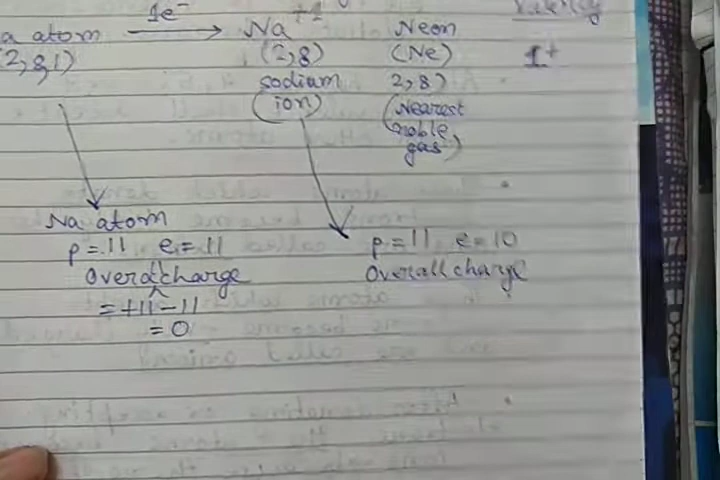 a atom 1e⁻ Na⁺¹ Neon
(2,8,1) (2,8) (Ne) 1⁺
sodium 2,8)
(ion) (Nearest
noble
gas)
Na atom
p = 11 e = 11 p = 11 e = 10
Overall charge Overall charge
= +11 - 11
= 0